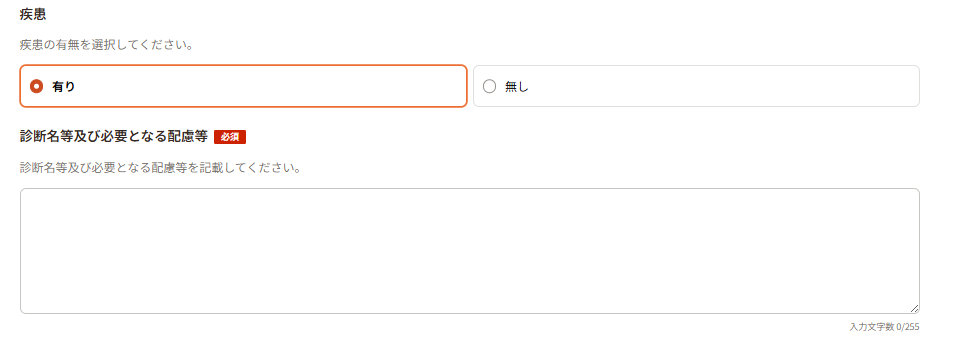 疾患
疾患の有無を選択してください。
有り
無し
診断名等及び必要となる配慮等 必須
診断名等及び必要となる配慮等を記載してください。
入力文字数 0/255